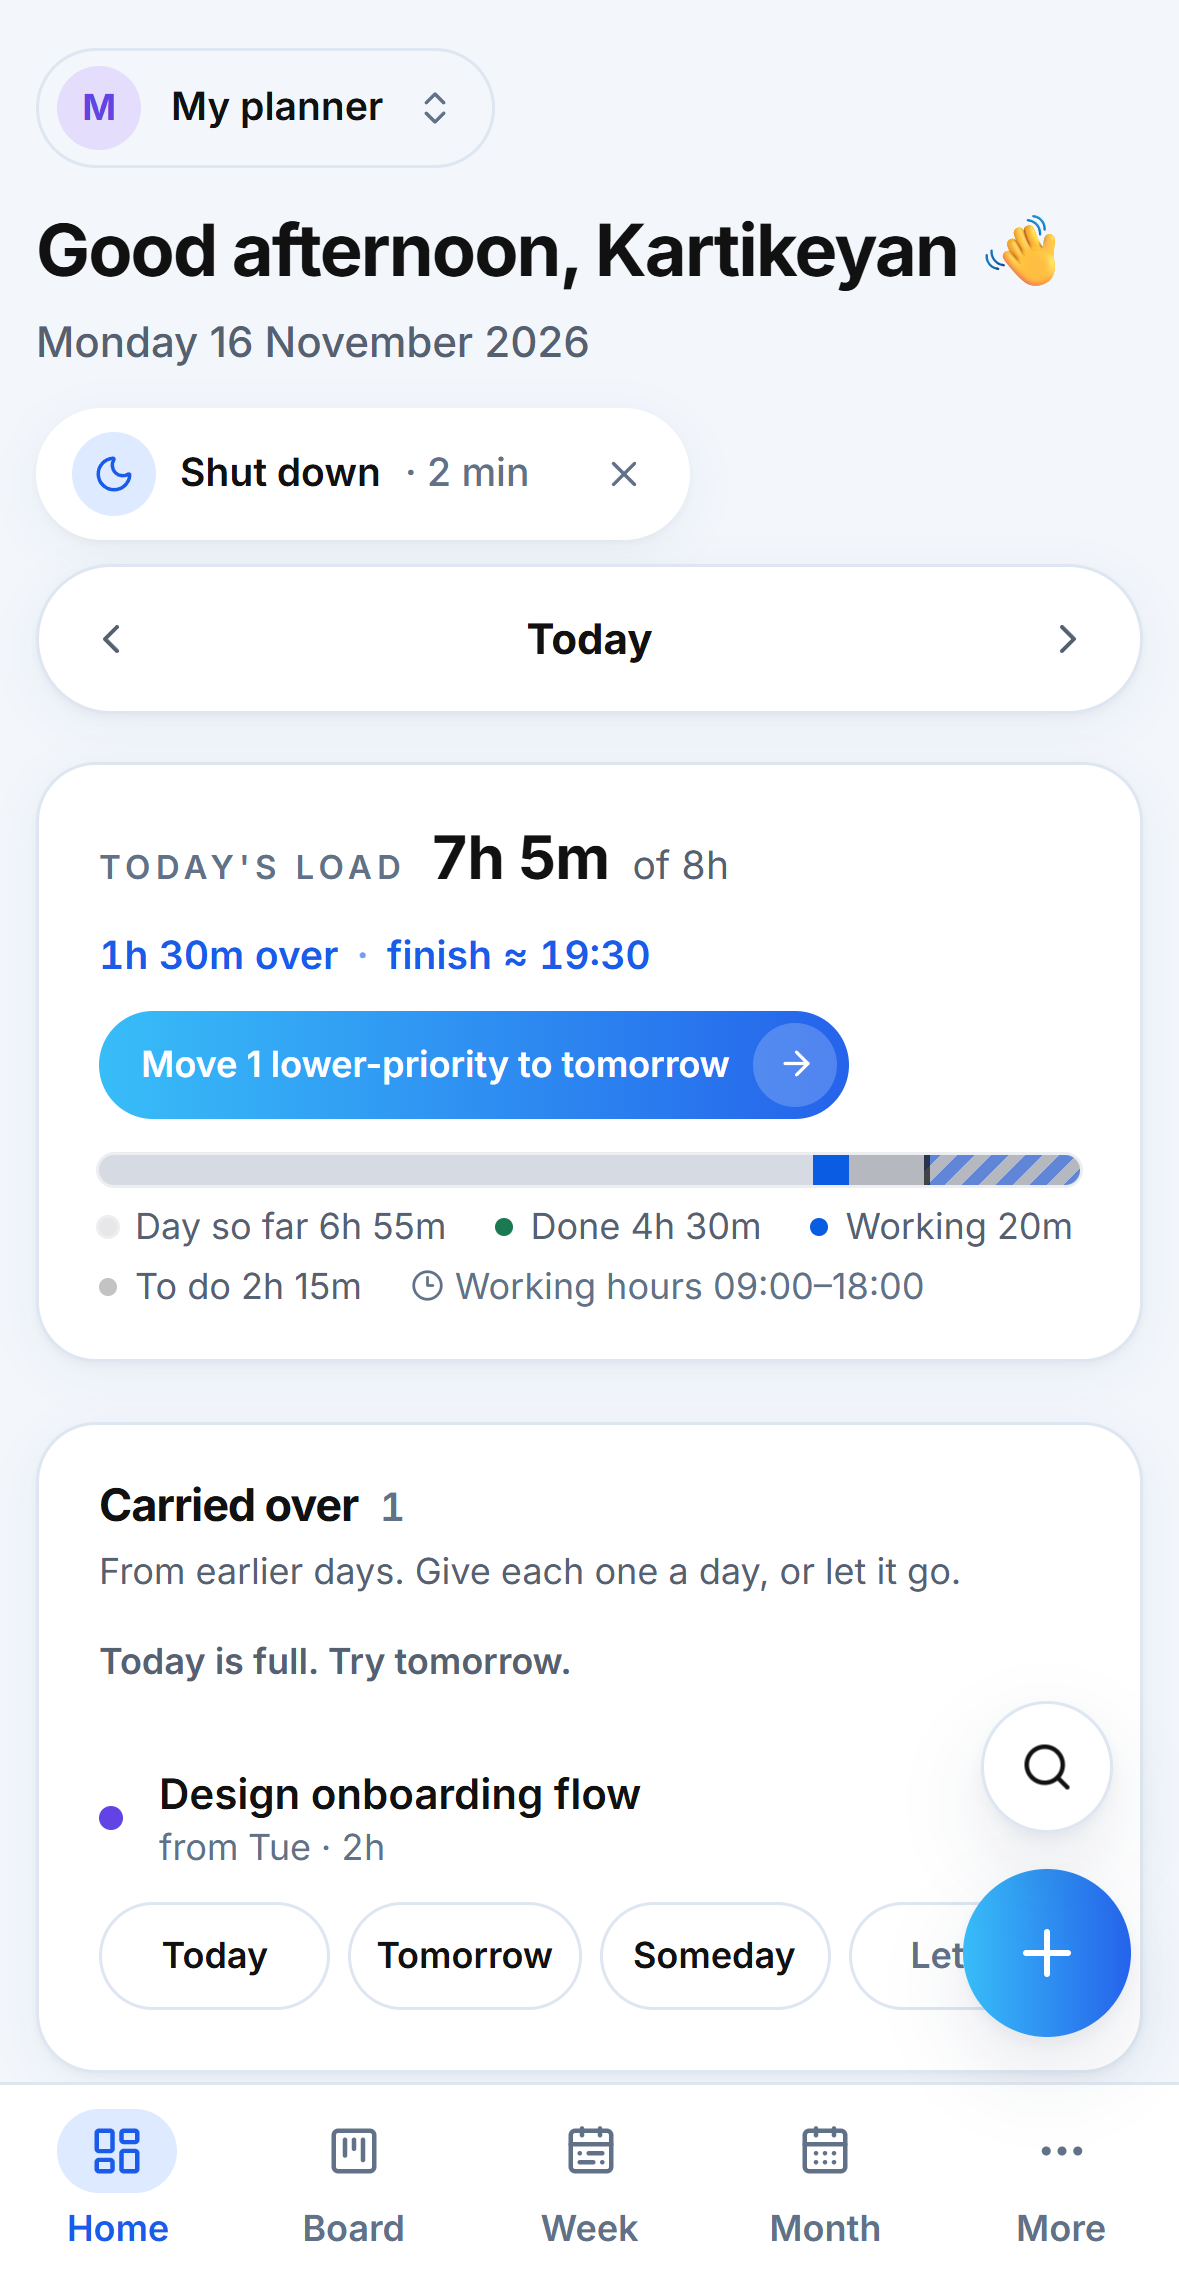 M My planner
Good afternoon, Kartikeyan 👋
Monday 16 November 2026
Shut down · 2 min
Today
TODAY'S LOAD 7h 5m of 8h
1h 30m over · finish ≈ 19:30
Move 1 lower-priority to tomorrow
Day so far 6h 55m Done 4h 30m Working 20m
To do 2h 15m Working hours 09:00–18:00
Carried over 1
From earlier days. Give each one a day, or let it go.
Today is full. Try tomorrow.
Design onboarding flow
from Tue · 2h
Today Tomorrow Someday Let
Home Board Week Month More